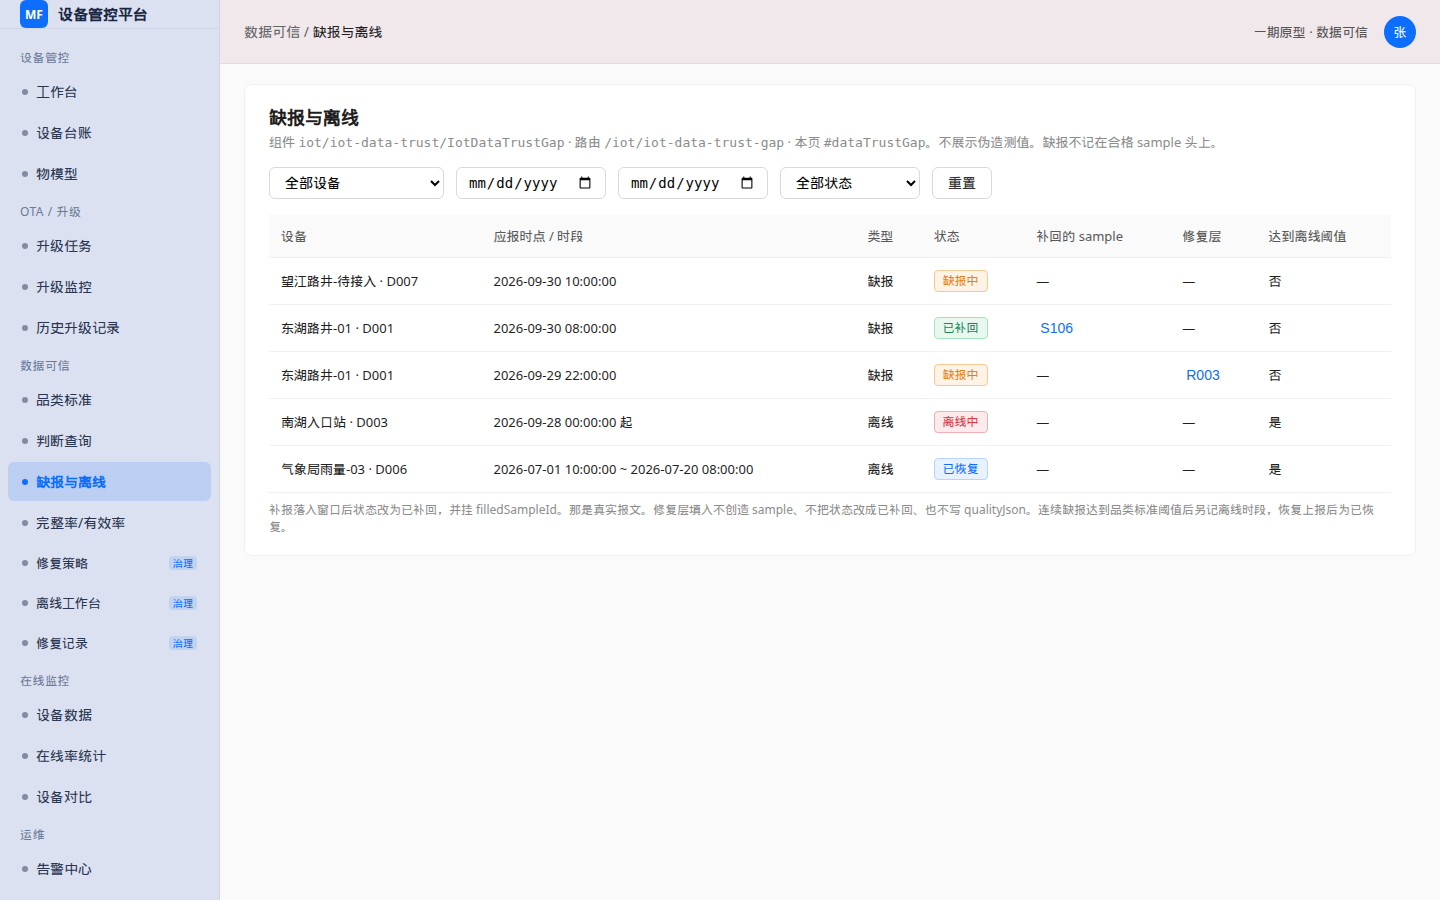 MF 设备管控平台
设备管控
工作台
设备台账
物模型
OTA / 升级
升级任务
升级监控
历史升级记录
数据可信
品类标准
判断查询
缺报与离线
完整率/有效率
修复策略 治理
离线工作台 治理
修复记录 治理
在线监控
设备数据
在线率统计
设备对比
运维
告警中心
数据可信 / 缺报与离线
一期原型 · 数据可信 张
缺报与离线
组件 iot/iot-data-trust/IotDataTrustGap · 路由 /iot/iot-data-trust-gap · 本页 #dataTrustGap。不展示伪造测值。缺报不记在合格 sample 头上。
全部设备 mm/dd/yyyy mm/dd/yyyy 全部状态 重置
设备 应报时点 / 时段 类型 状态 补回的 sample 修复层 达到离线阈值
望江路井-待接入 · D007 2026-09-30 10:00:00 缺报 缺报中 — — 否
东湖路井-01 · D001 2026-09-30 08:00:00 缺报 已补回 S106 — 否
东湖路井-01 · D001 2026-09-29 22:00:00 缺报 缺报中 — R003 否
南湖入口站 · D003 2026-09-28 00:00:00 起 离线 离线中 — — 是
气象局雨量-03 · D006 2026-07-01 10:00:00 ~ 2026-07-20 08:00:00 离线 已恢复 — — 是
补报落入窗口后状态改为已补回，并挂 filledSampleId。那是真实报文。修复层填入不创造 sample、不把状态改成已补回、也不写 qualityJson。连续缺报达到品类标准阈值后另记离线时段，恢复上报后为已恢
复。